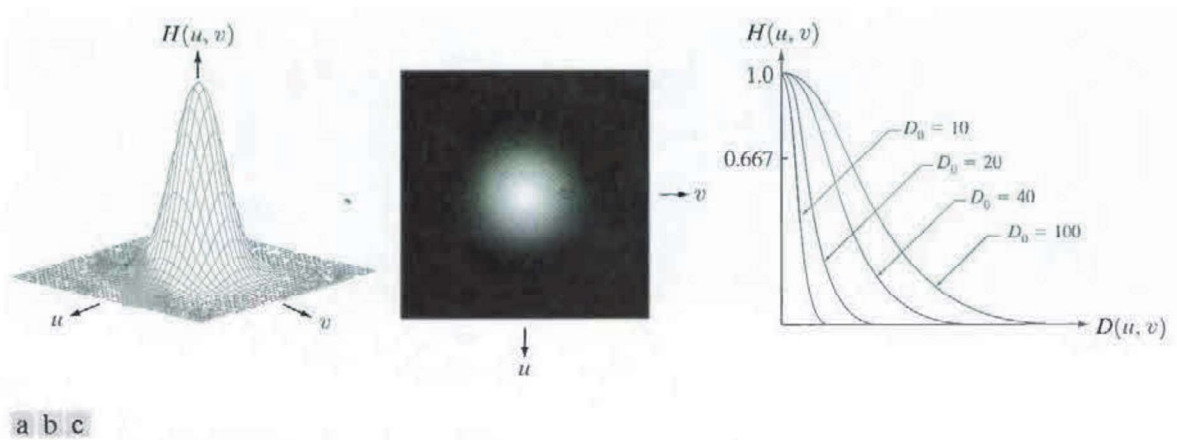 H(u, v)
u
v
v
u
H(u, v)
1.0
0.667
D₀ = 10
D₀ = 20
D₀ = 40
D₀ = 100
D(u, v)
a b c